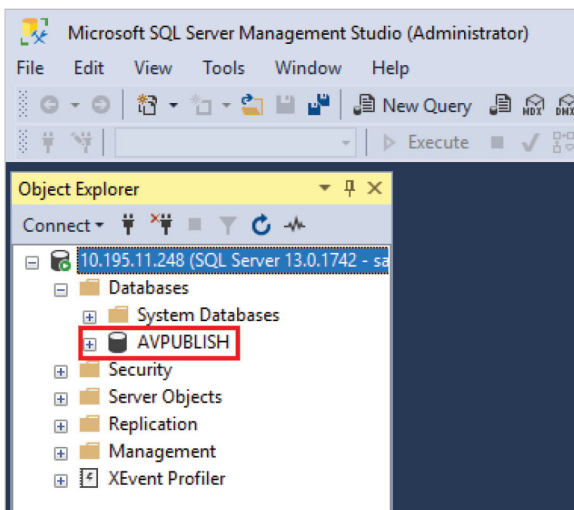 Microsoft SQL Server Management Studio (Administrator)
File Edit View Tools Window Help
New Query MDX DMX
Execute
Object Explorer
Connect
10.195.11.248 (SQL Server 13.0.1742 - sa
Databases
System Databases
AVPUBLISH
Security
Server Objects
Replication
Management
XEvent Profiler